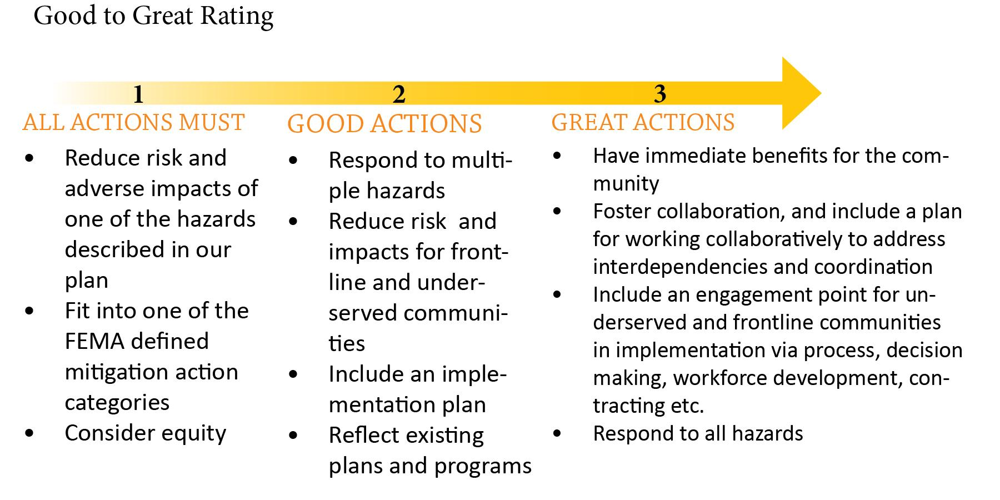 Good to Great Rating
1
2
3
ALL ACTIONS MUST
• Reduce risk and
adverse impacts of
one of the hazards
described in our
plan
• Fit into one of the
FEMA defined
mitigation action
categories
• Consider equity
GOOD ACTIONS
• Respond to multi-
ple hazards
• Reduce risk  and
impacts for front-
line and under-
served communi-
ties
• Include an imple-
mentation plan
• Reflect existing
plans and programs
GREAT ACTIONS
• Have immediate benefits for the com-
munity
• Foster collaboration, and include a plan
for working collaboratively to address
interdependencies and coordination
• Include an engagement point for un-
derserved and frontline communities
in implementation via process, decision
making, workforce development, con-
tracting etc.
• Respond to all hazards